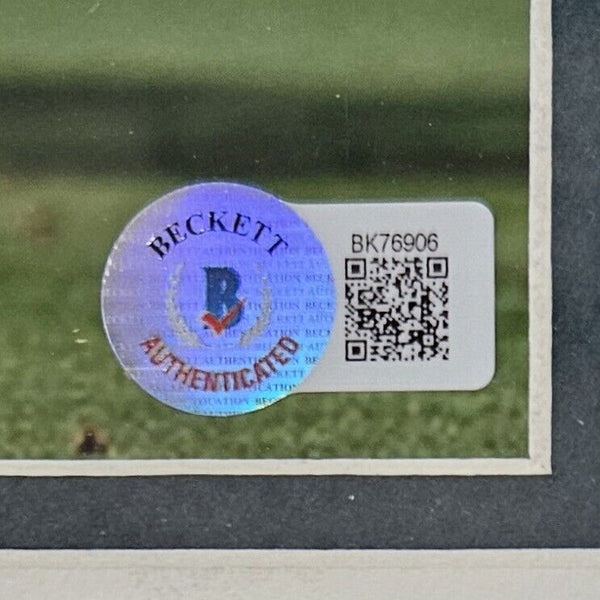 BECKETT
B
AUTHENTICATED
BK76906